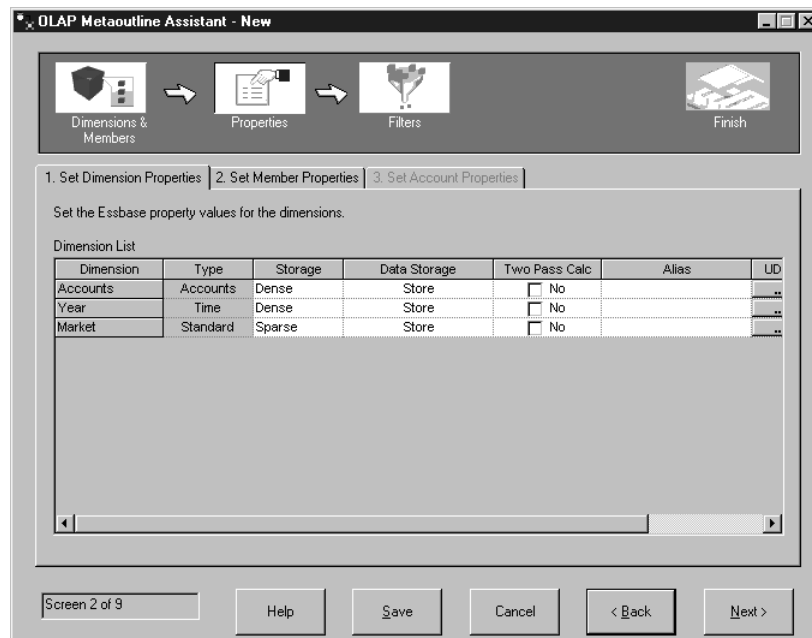 OLAP Metaoutline Assistant - New
Dimensions & Members
Properties
Filters
Finish
1. Set Dimension Properties 2. Set Member Properties 3. Set Account Properties
Set the Essbase property values for the dimensions.
Dimension List
Dimension Type Storage Data Storage Two Pass Calc Alias UD
Accounts Accounts Dense Store No ..
Year Time Dense Store No ..
Market Standard Sparse Store No ..
Screen 2 of 9 Help Save Cancel < Back Next >